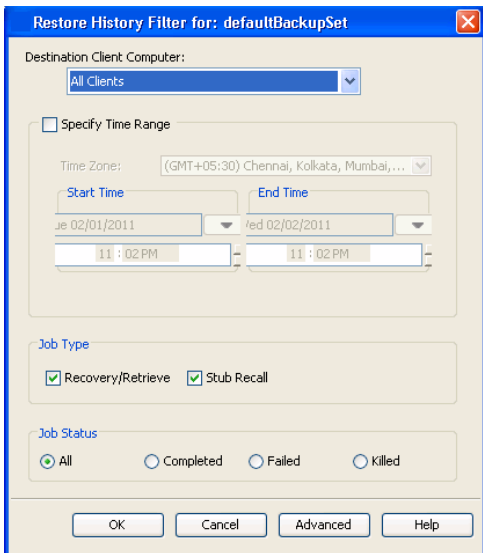 Restore History Filter for: defaultBackupSet
Destination Client Computer:
All Clients
Specify Time Range
Time Zone: (GMT+05:30) Chennai, Kolkata, Mumbai,...
Start Time End Time
ue 02/01/2011 Ved 02/02/2011
11 : 02 PM 11 : 02 PM
Job Type
Recovery/Retrieve Stub Recall
Job Status
All Completed Failed Killed
OK Cancel Advanced Help